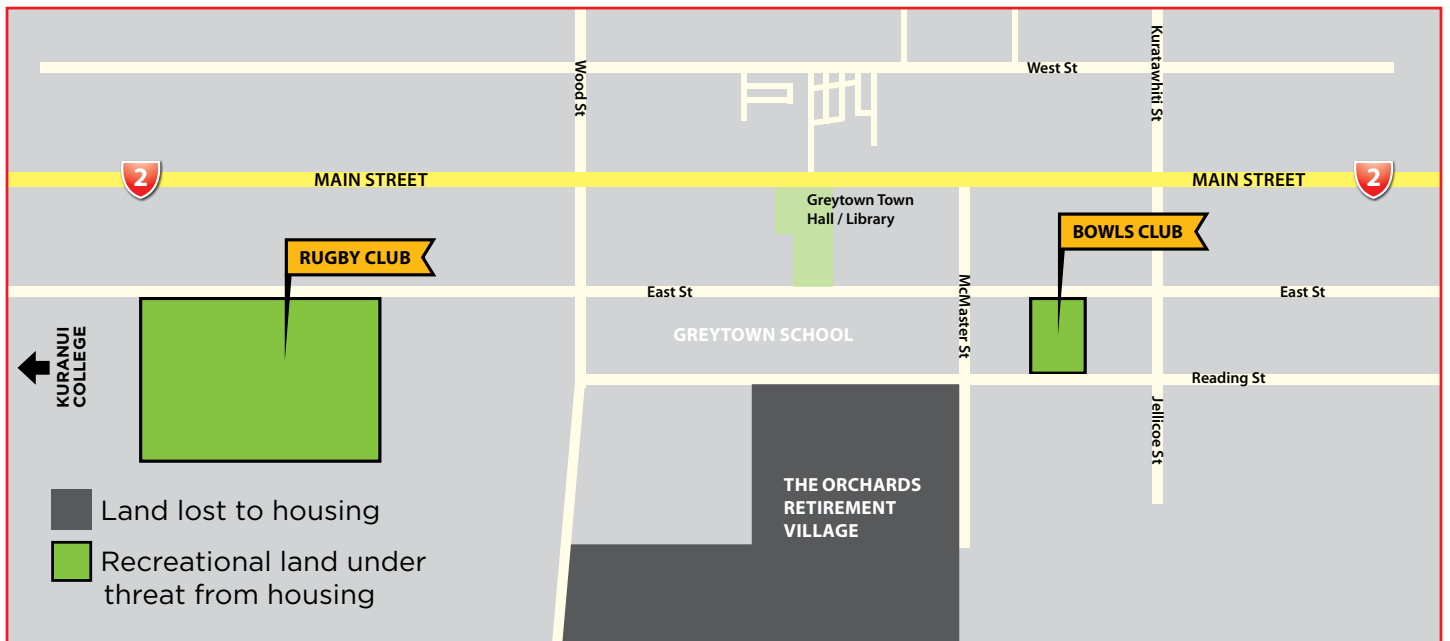 Wood St
Kuratawhiti St
West St
2
MAIN STREET
MAIN STREET
2
Greytown Town
Hall / Library
RUGBY CLUB
BOWLS CLUB
East St
McMaster St
East St
KURANUI
COLLEGE
GREYTOWN SCHOOL
Reading St
Jellicoe St
THE ORCHARDS
RETIREMENT
VILLAGE
Land lost to housing
Recreational land under
threat from housing